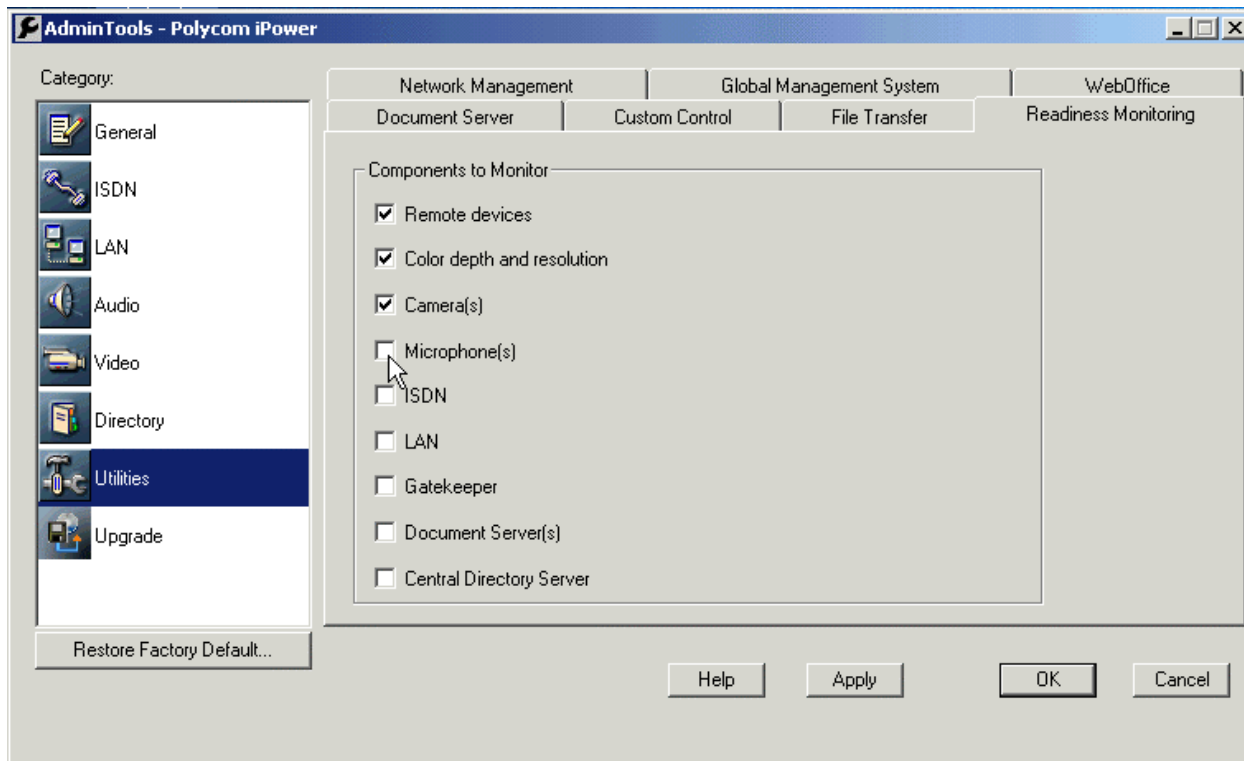 AdminTools - Polycom iPower
Category:
General
ISDN
LAN
Audio
Video
Directory
Utilities
Upgrade
Restore Factory Default...
Network Management
Global Management System
WebOffice
Document Server
Custom Control
File Transfer
Readiness Monitoring
Components to Monitor
Remote devices
Color depth and resolution
Camera(s)
Microphone(s)
ISDN
LAN
Gatekeeper
Document Server(s)
Central Directory Server
Help
Apply
OK
Cancel